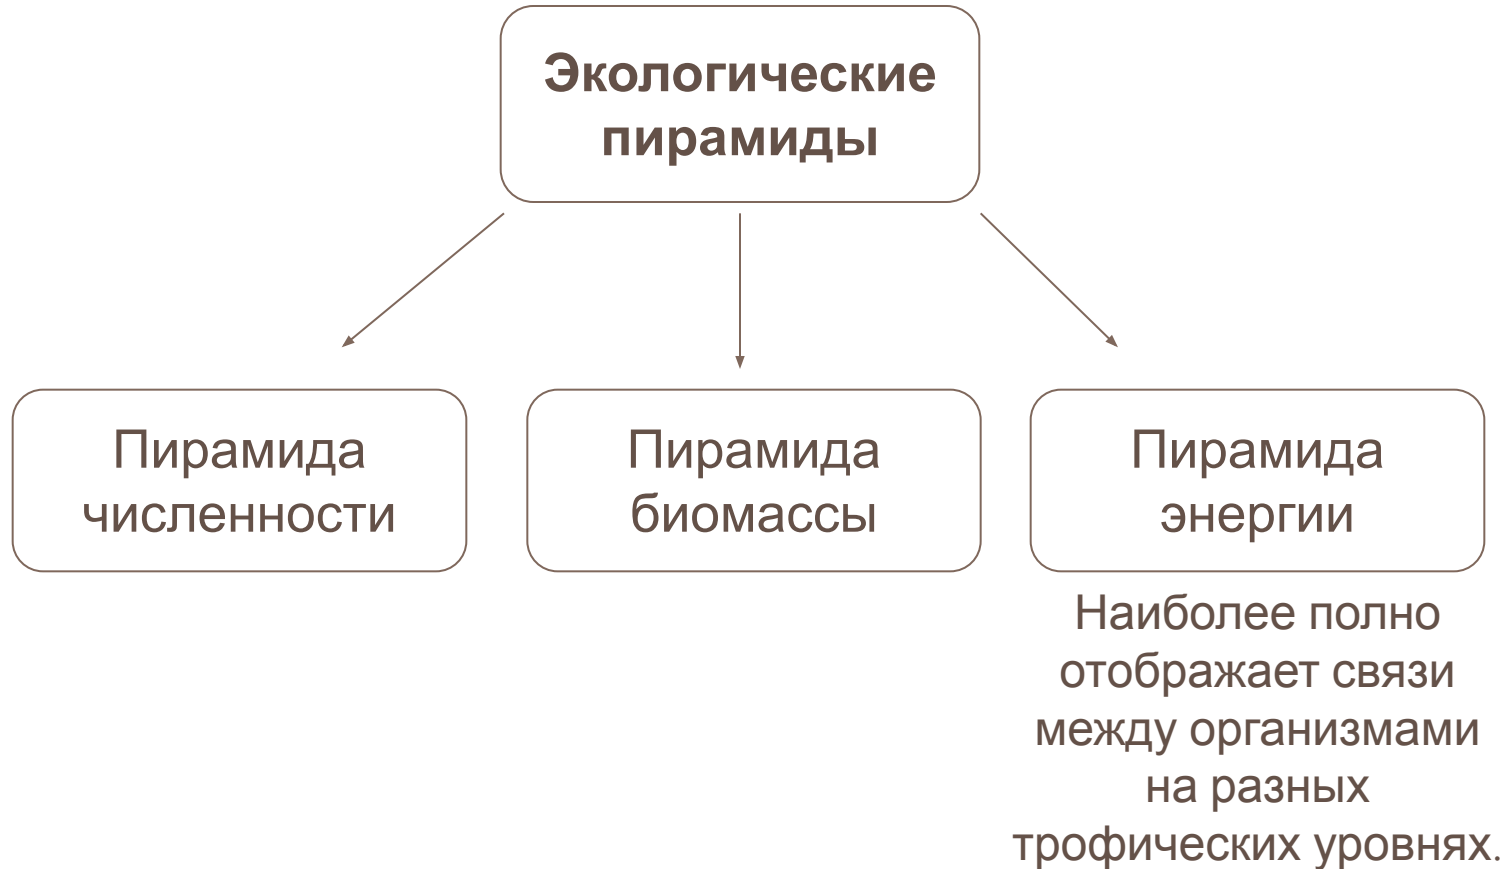 Экологические
пирамиды
Пирамида
численности
Пирамида
биомассы
Пирамида
энергии
Наиболее полно
отображает связи
между организмами
на разных
трофических уровнях.